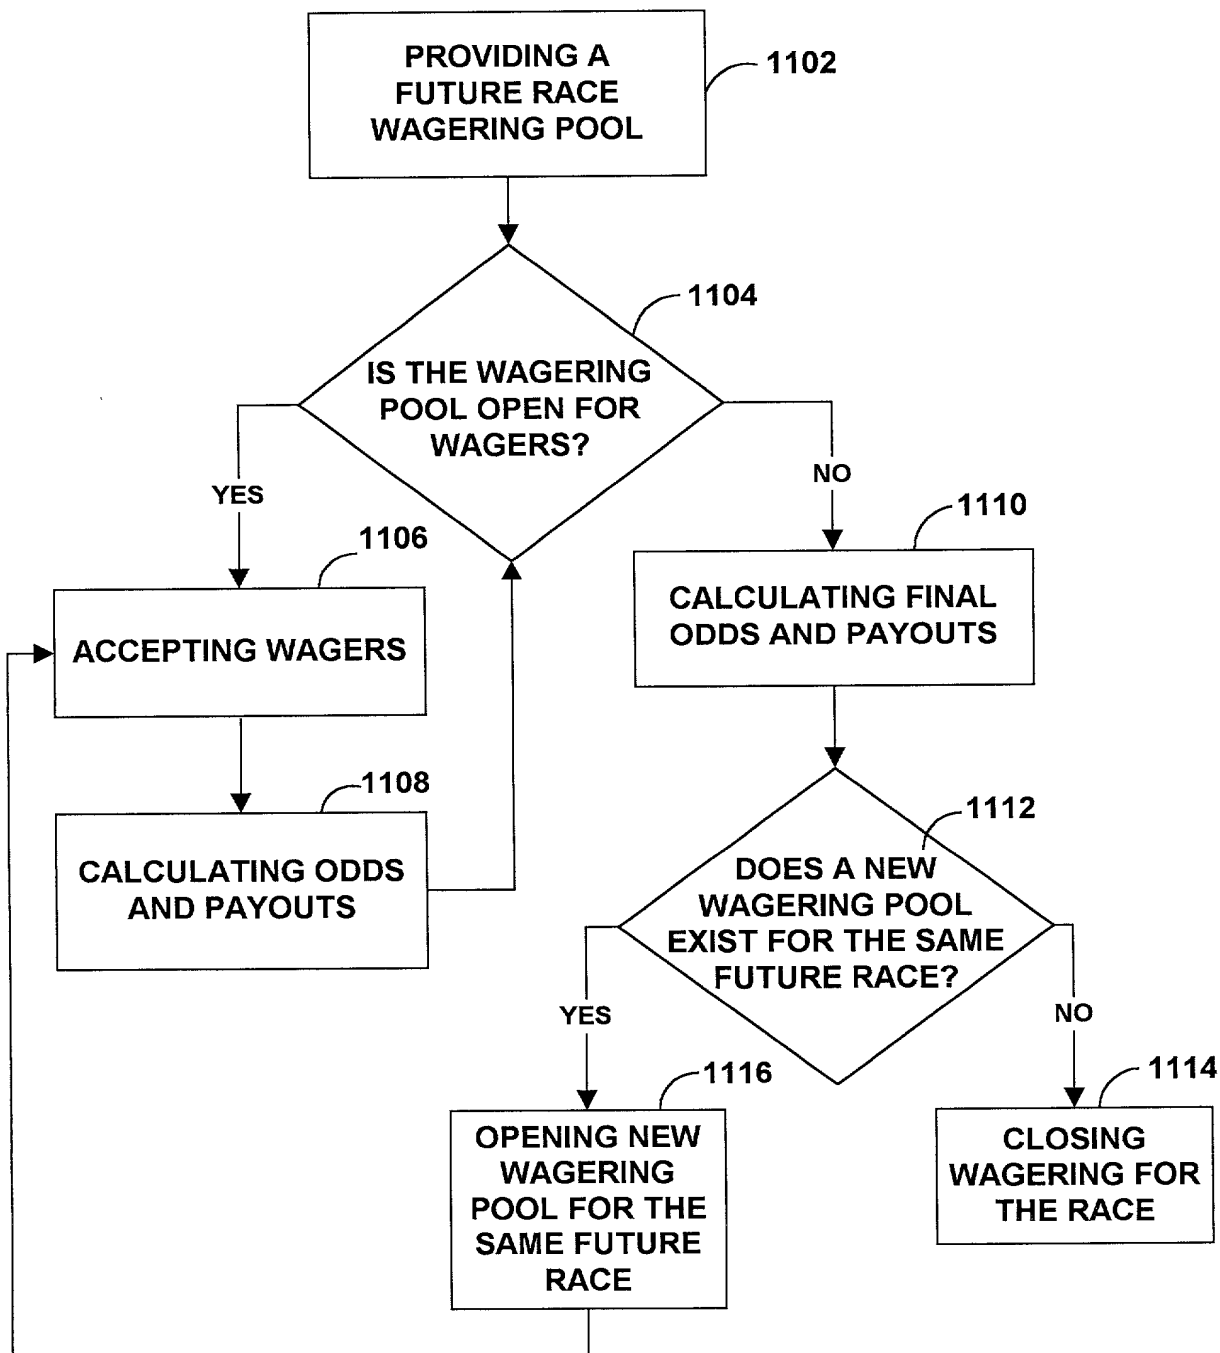 PROVIDING A
FUTURE RACE
WAGERING POOL
1102
1104
IS THE WAGERING
POOL OPEN FOR
WAGERS?
YES
NO
1106
ACCEPTING WAGERS
1110
CALCULATING FINAL
ODDS AND PAYOUTS
1108
CALCULATING ODDS
AND PAYOUTS
1112
DOES A NEW
WAGERING POOL
EXIST FOR THE SAME
FUTURE RACE?
YES
NO
1116
OPENING NEW
WAGERING
POOL FOR THE
SAME FUTURE
RACE
1114
CLOSING
WAGERING FOR
THE RACE